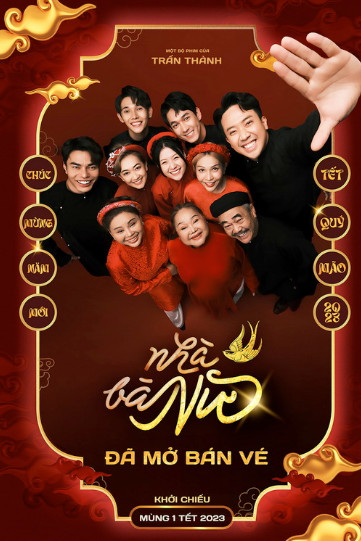 MỘT BỘ PHIM CỦA
TRẤN THÀNH
CHÚC
MỪNG
NĂM
MỚI
TẾT
QUÝ
MÃO
2023
nhà
bà NỮ
ĐÃ MỞ BÁN VÉ
KHỞI CHIẾU
MÙNG 1 TẾT 2023